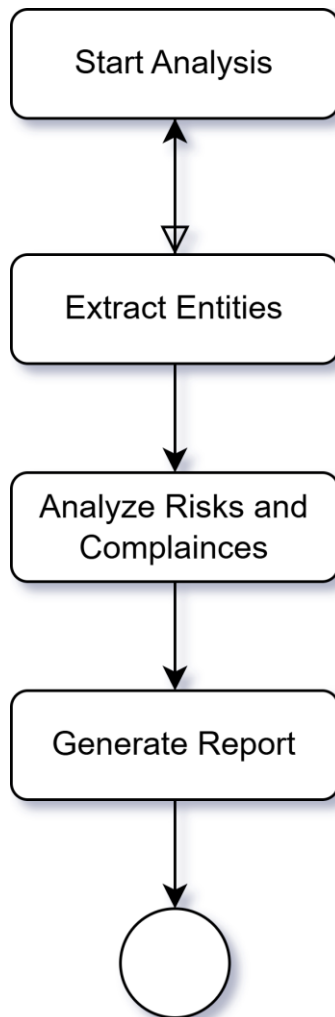 Start Analysis
Extract Entities
Analyze Risks and
Complainces
Generate Report